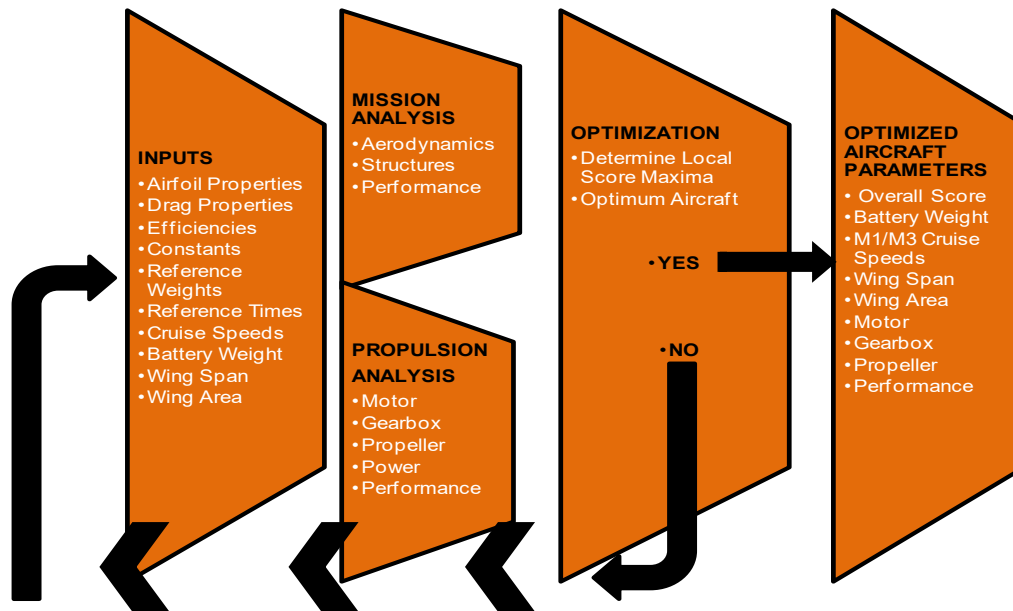 INPUTS
•Airfoil Properties
•Drag Properties
•Efficiencies
•Constants
•Reference
Weights
•Reference Times
•Cruise Speeds
•Battery Weight
•Wing Span
•Wing Area
MISSION
ANALYSIS
•Aerodynamics
•Structures
•Performance
PROPULSION
ANALYSIS
•Motor
•Gearbox
•Propeller
•Power
•Performance
OPTIMIZATION
•Determine Local
Score Maxima
•Optimum Aircraft
•YES
•NO
OPTIMIZED
AIRCRAFT
PARAMETERS
• Overall Score
•Battery Weight
•M1/M3 Cruise
Speeds
•Wing Span
•Wing Area
•Motor
•Gearbox
•Propeller
•Performance